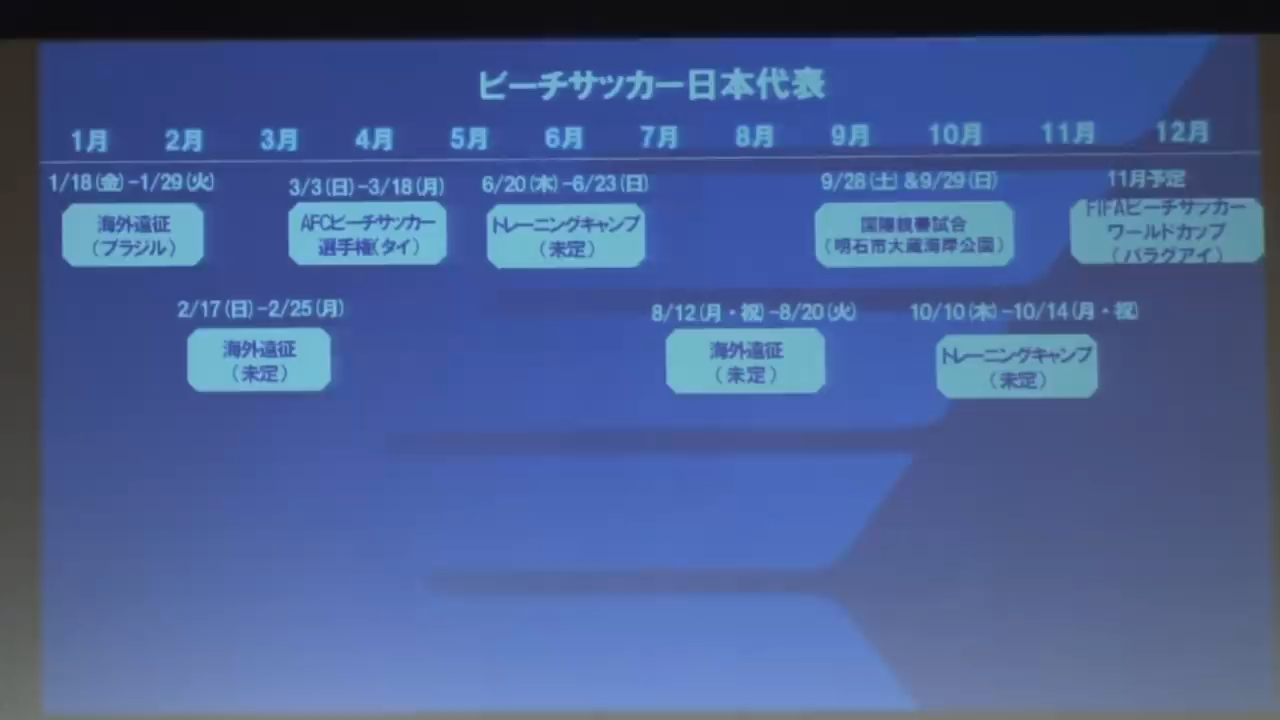 ビーチサッカー日本代表
1月 2月 3月 4月 5月 6月 7月 8月 9月 10月 11月 12月
1/18(金)-1/29(火)
海外遠征
(ブラジル)
3/3(日)-3/18(月)
AFCビーチサッカー
選手権(タイ)
6/20(木)-6/23(日)
トレーニングキャンプ
(未定)
9/28(土)&9/29(日)
国際親善試合
(明石市大蔵海岸公園)
11月予定
FIFAビーチサッカー
ワールドカップ
(パラグアイ)
2/17(日)-2/25(月)
海外遠征
(未定)
8/12(月・祝)-8/20(火)
海外遠征
(未定)
10/10(木)-10/14(月・祝)
トレーニングキャンプ
(未定)